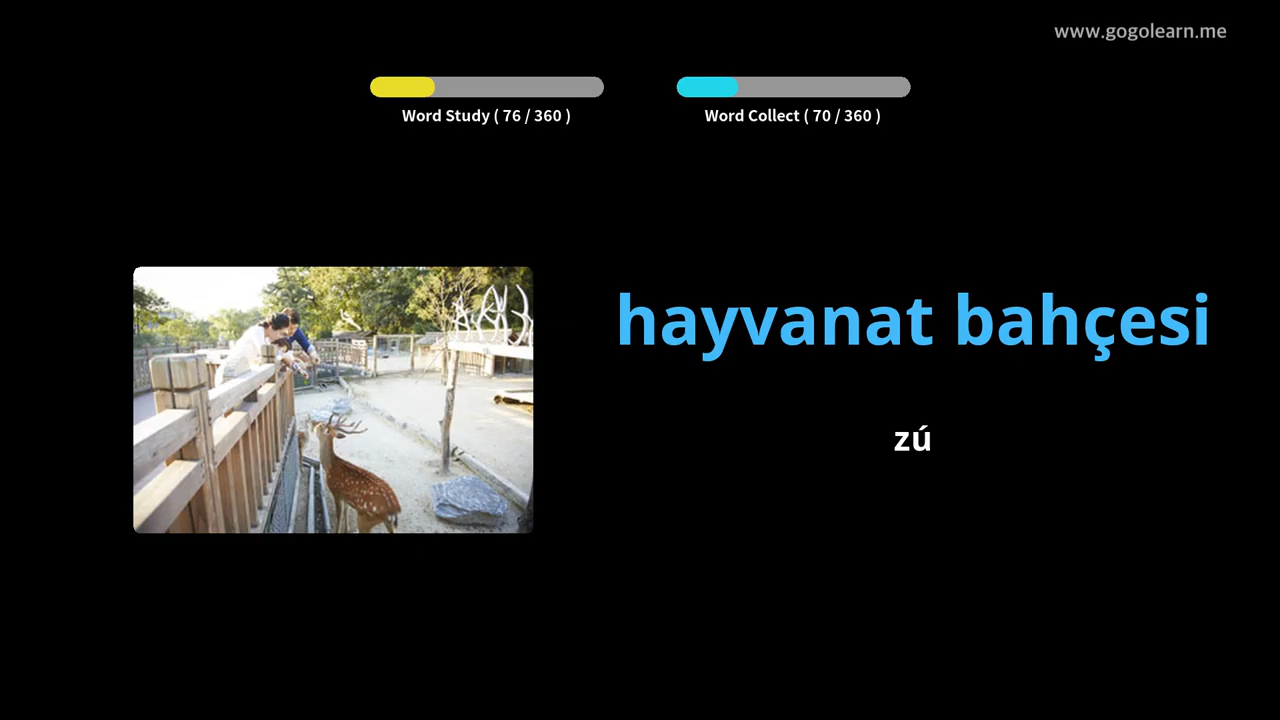 www.gogolearn.me
Word Study ( 76 / 360 )
Word Collect ( 70 / 360 )
hayvanat bahçesi
zú